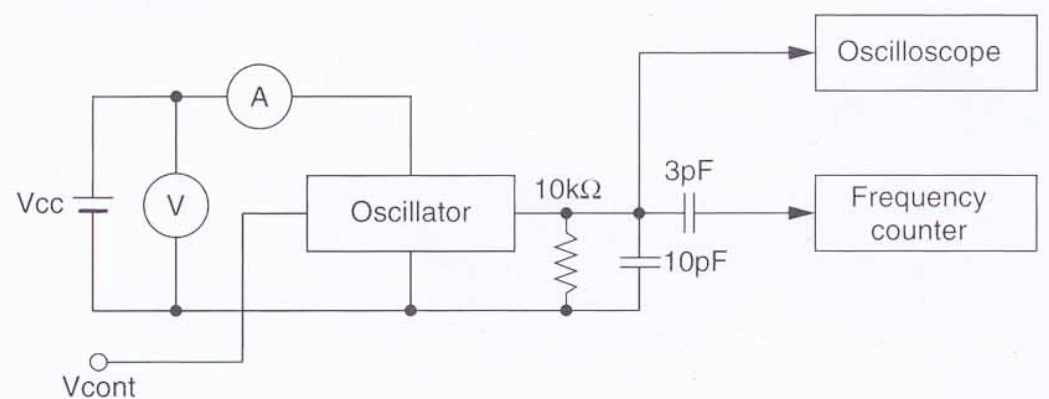 Oscilloscope
A
3pF
Vcc
V
Oscillator
10kΩ
Frequency
counter
10pF
Vcont